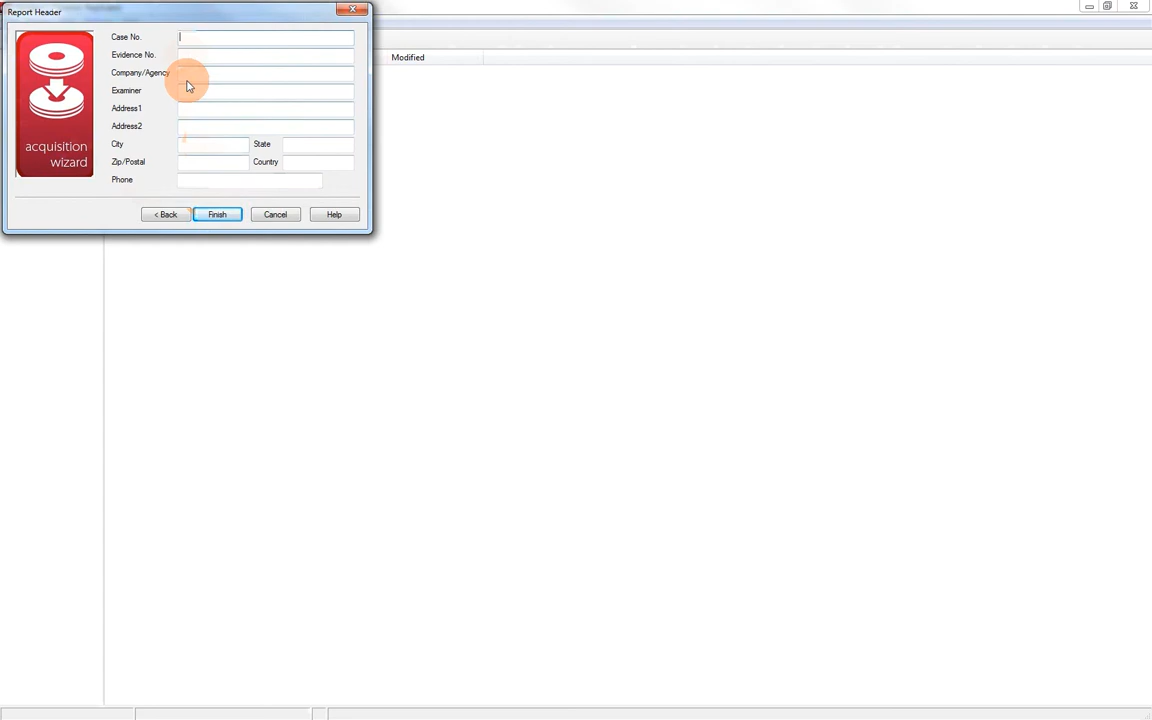 Report Header
Case No.
Evidence No.
Company/Agency
Examiner
Address1
Address2
City State
Zip/Postal Country
Phone
acquisition
wizard
< Back Finish Cancel Help
Modified